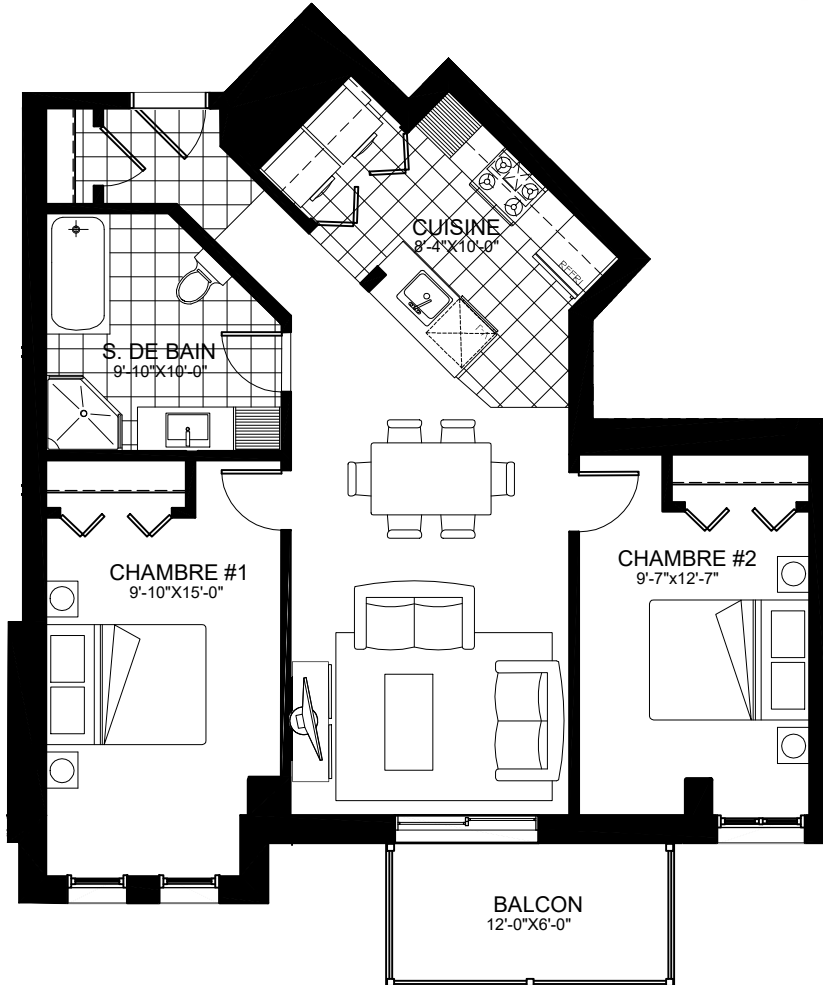 CUISINE
8'-4"X10'-0"
REFRI.
S. DE BAIN
9'-10"X10'-0"
CHAMBRE #1
9'-10"X15'-0"
CHAMBRE #2
9'-7"x12'-7"
BALCON
12'-0"X6'-0"